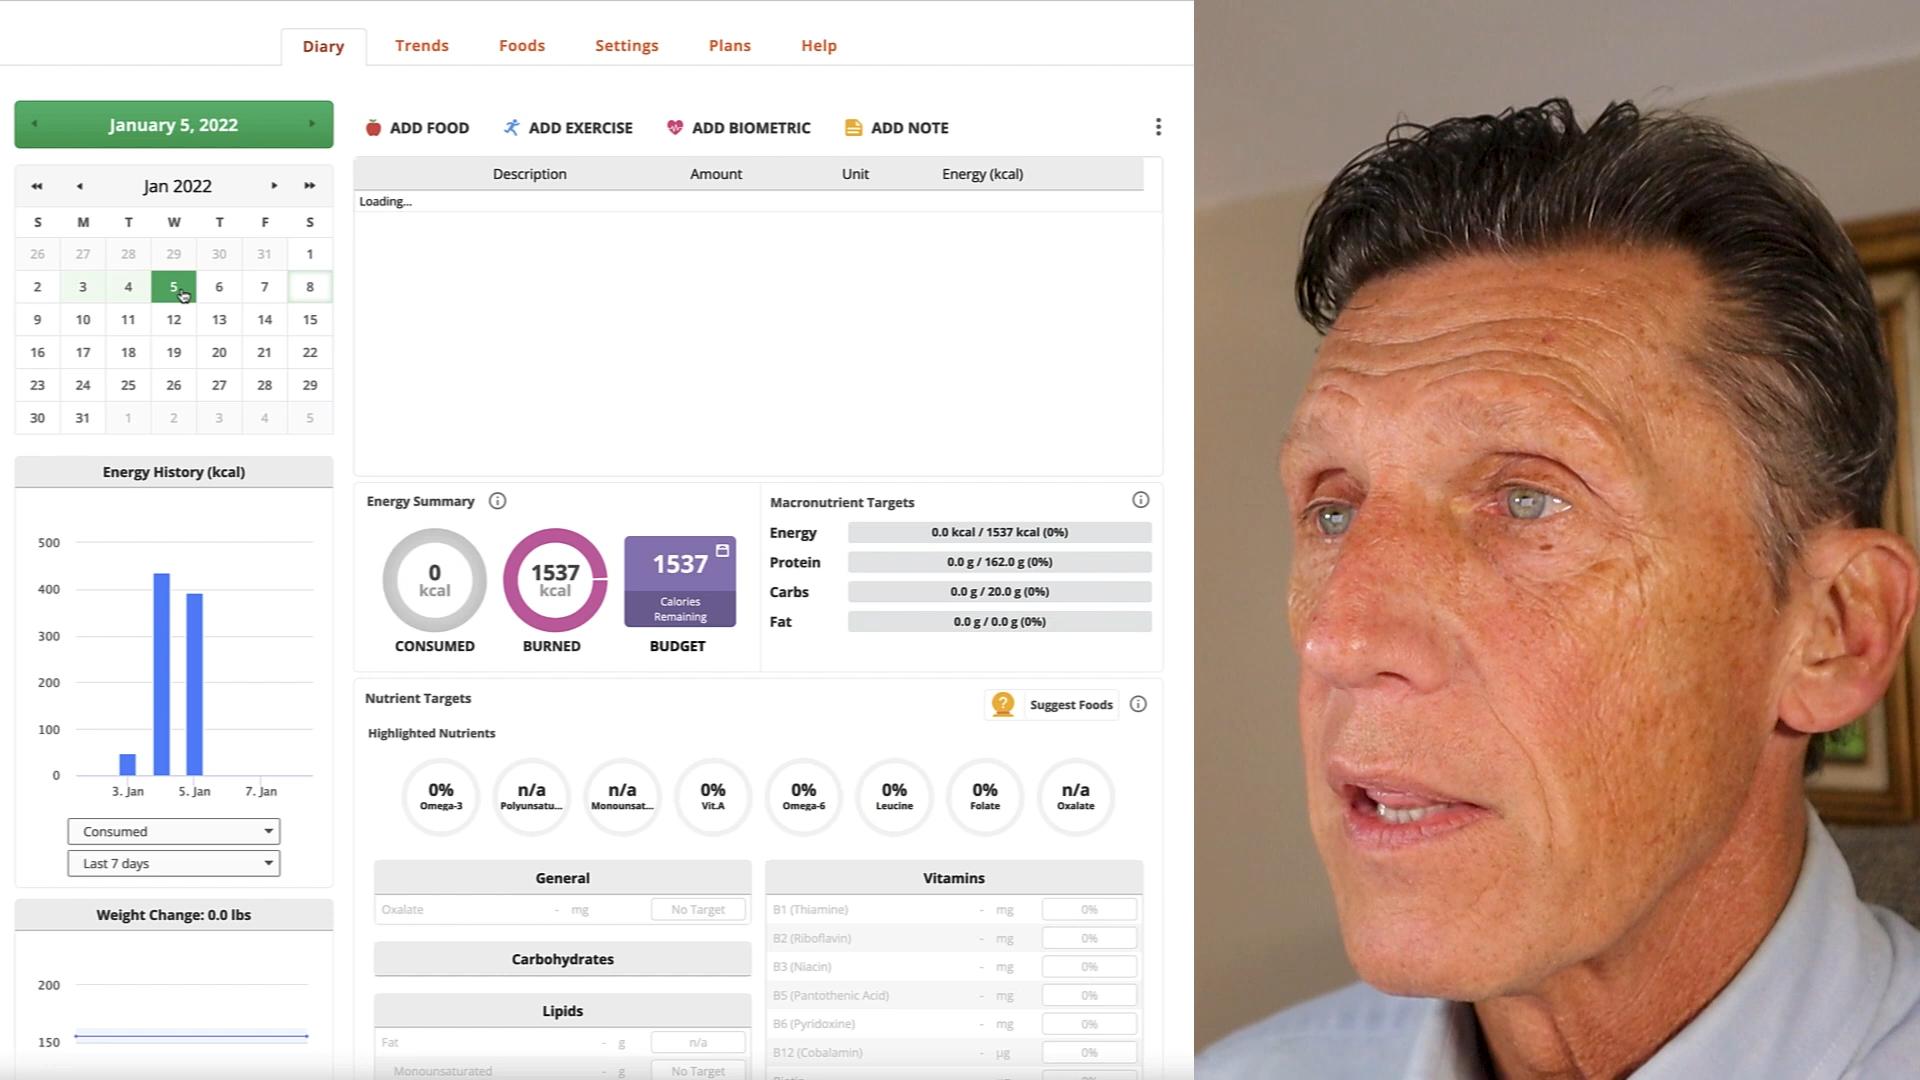 Diary Trends Foods Settings Plans Help
January 5, 2022
ADD FOOD ADD EXERCISE ADD BIOMETRIC ADD NOTE
Jan 2022
S M T W T F S
26 27 28 29 30 31 1
2 3 4 5 6 7 8
9 10 11 12 13 14 15
16 17 18 19 20 21 22
23 24 25 26 27 28 29
30 31 1 2 3 4 5
Description Amount Unit Energy (kcal)
Loading...
Energy History (kcal)
500
400
300
200
100
0
3. Jan 5. Jan 7. Jan
Consumed
Last 7 days
Weight Change: 0.0 lbs
200
150
Energy Summary
0
kcal
CONSUMED
1537
kcal
BURNED
1537
Calories
Remaining
BUDGET
Macronutrient Targets
Energy 0.0 kcal / 1537 kcal (0%)
Protein 0.0 g / 162.0 g (0%)
Carbs 0.0 g / 20.0 g (0%)
Fat 0.0 g / 0.0 g (0%)
Nutrient Targets
? Suggest Foods
Highlighted Nutrients
0% n/a n/a 0% 0% 0% 0% n/a
Omega-3 Polyunsatu... Monounsat... Vit.A Omega-6 Leucine Folate Oxalate
General
Oxalate - mg No Target
Carbohydrates
Lipids
Fat - g n/a
Monounsaturated - g No Target
Vitamins
B1 (Thiamine) - mg 0%
B2 (Riboflavin) - mg 0%
B3 (Niacin) - mg 0%
B5 (Pantothenic Acid) - mg 0%
B6 (Pyridoxine) - mg 0%
B12 (Cobalamin) - µg 0%